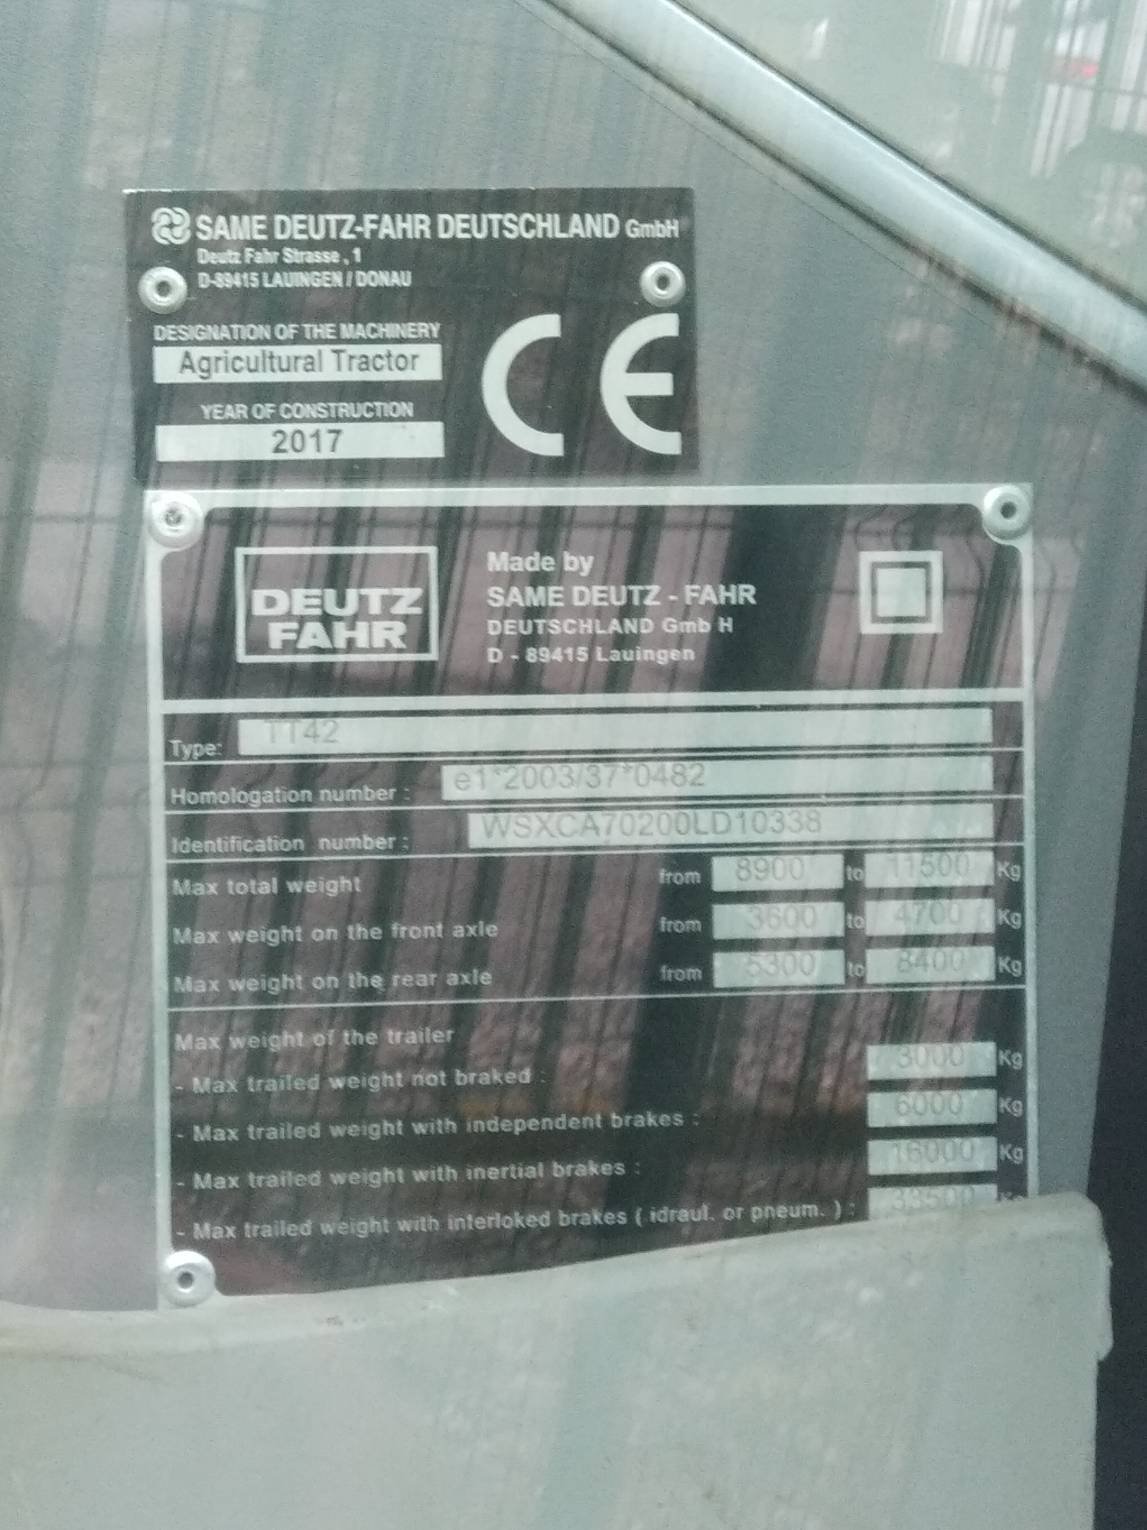 SAME DEUTZ-FAHR DEUTSCHLAND GmbH
Deutz Fahr Strasse , 1
D-89415 LAUINGEN / DONAU
DESIGNATION OF THE MACHINERY
Agricultural Tractor
YEAR OF CONSTRUCTION
2017
CE
DEUTZ
FAHR
Made by
SAME DEUTZ - FAHR
DEUTSCHLAND Gmb H
D - 89415 Lauingen
Type: TT42
Homologation number : e1*2003/37*0482
Identification number : WSXCA70200LD10338
Max total weight from 8900 to 11500 Kg
Max weight on the front axle from 3600 to 4700 Kg
Max weight on the rear axle from 5300 to 8400 Kg
Max weight of the trailer
- Max trailed weight not braked : 3000 Kg
- Max trailed weight with independent brakes : 6000 Kg
- Max trailed weight with inertial brakes : 16000 Kg
- Max trailed weight with interloked brakes ( idraul. or pneum. ) : 33500 Kg